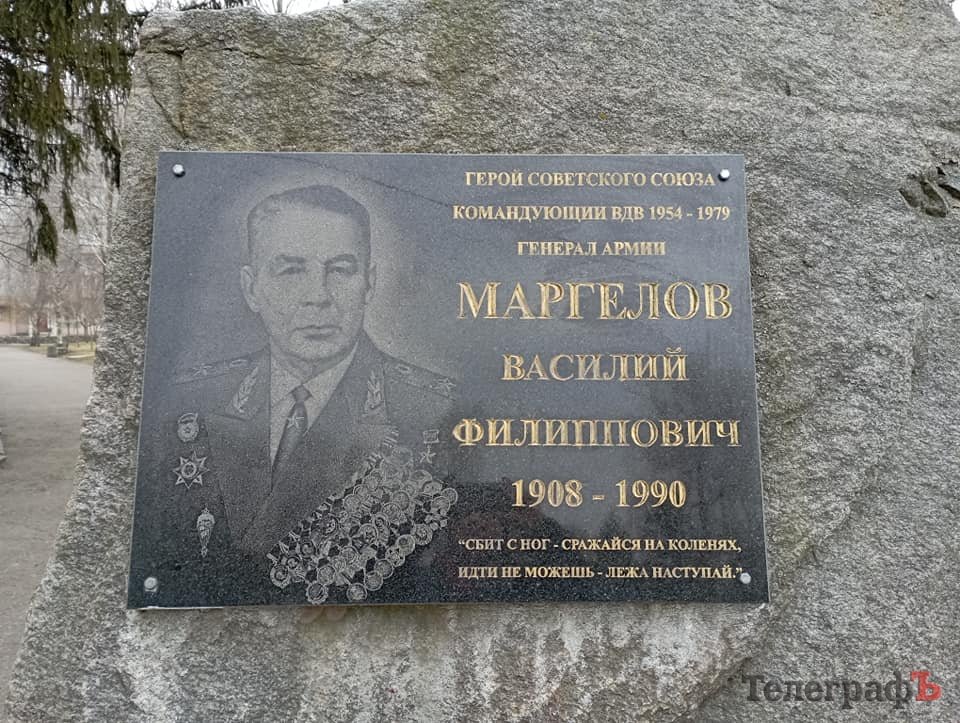 ГЕРОЙ СОВЕТСКОГО СОЮЗА
КОМАНДУЮЩИИ ВДВ 1954 - 1979
ГЕНЕРАЛ АРМИИ
МАРГЕЛОВ
ВАСИЛИЙ
ФИЛИППОВИЧ
1908 - 1990
“СБИТ С НОГ - СРАЖАЙСЯ НА КОЛЕНЯХ,
ИДТИ НЕ МОЖЕШЬ - ЛЕЖА НАСТУПАЙ.”
ТелеграфЪ